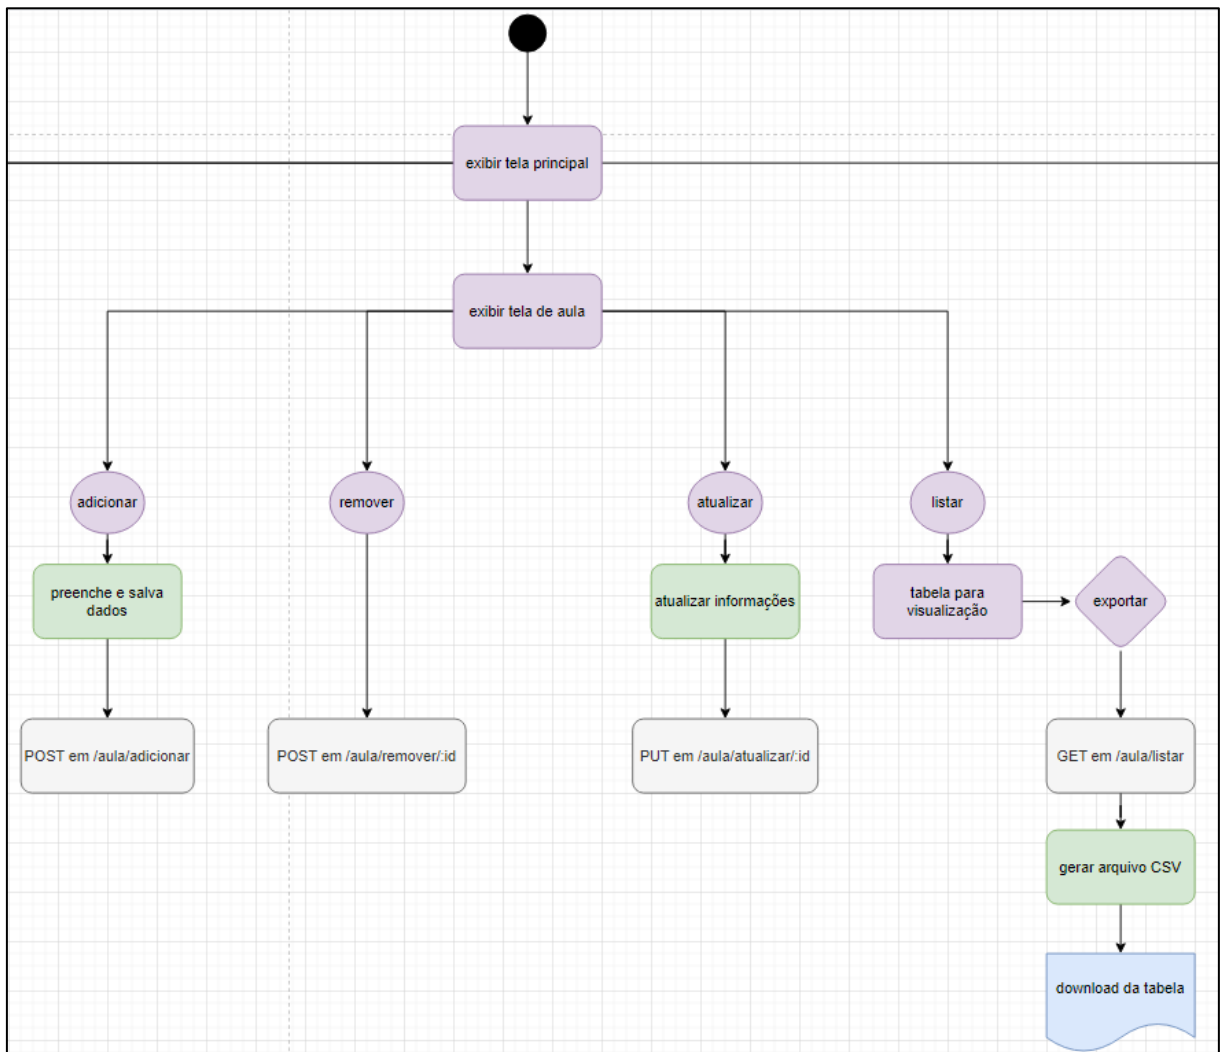 exibir tela principal
exibir tela de aula
adicionar
remover
atualizar
listar
preenche e salva
dados
atualizar informações
tabela para
visualização
exportar
POST em /aula/adicionar
POST em /aula/remover/:id
PUT em /aula/atualizar/:id
GET em /aula/listar
gerar arquivo CSV
download da tabela